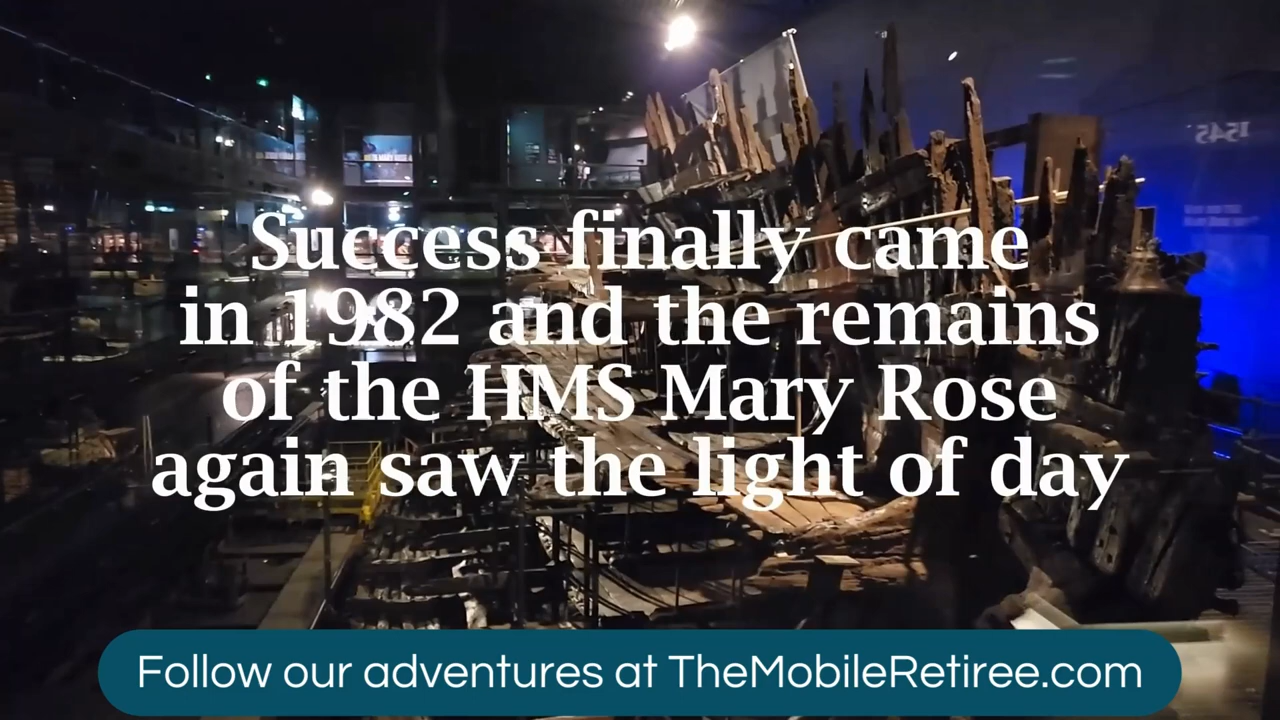 1545
Success finally came
in 1982 and the remains
of the HMS Mary Rose
again saw the light of day
Follow our adventures at TheMobileRetiree.com